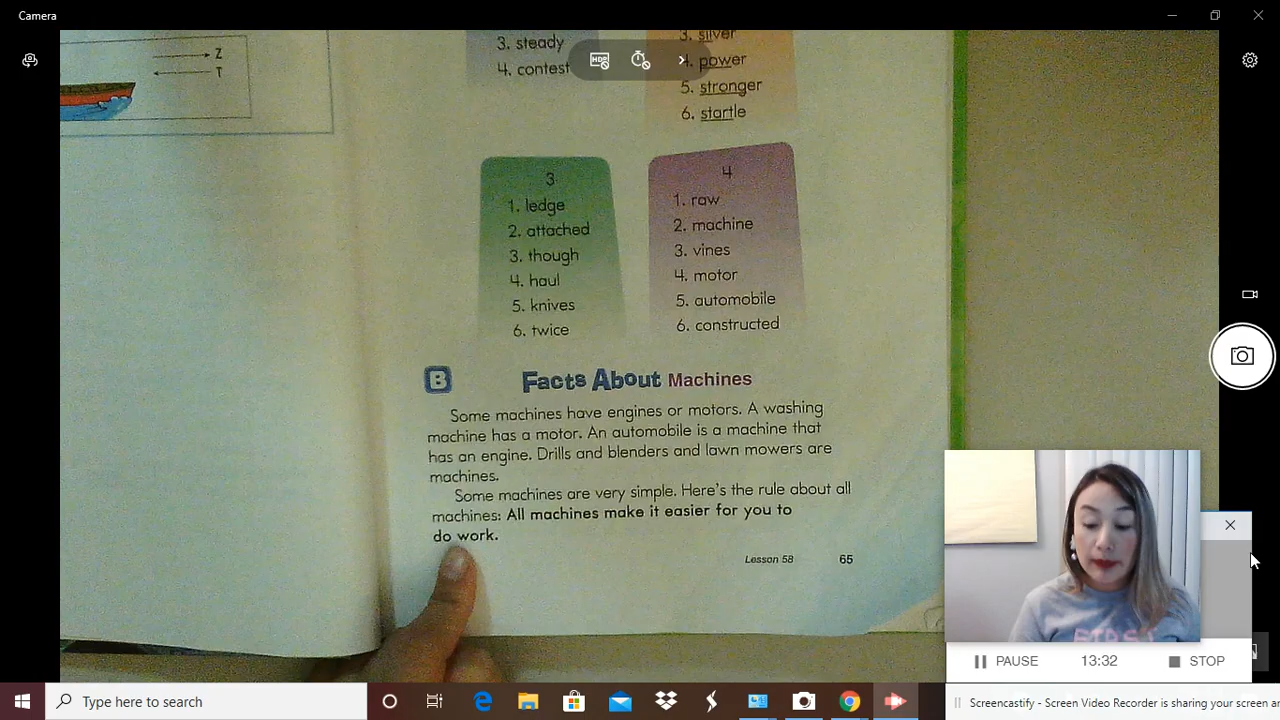 Camera
Z
T
3. steady
4. contest
3. silver
4. power
5. stronger
6. startle
3
1. ledge
2. attached
3. though
4. haul
5. knives
6. twice
4
1. raw
2. machine
3. vines
4. motor
5. automobile
6. constructed
B Facts About Machines
Some machines have engines or motors. A washing
machine has a motor. An automobile is a machine that
has an engine. Drills and blenders and lawn mowers are
machines.
Some machines are very simple. Here's the rule about all
machines: All machines make it easier for you to
do work.
Lesson 58 65
PAUSE 13:32 STOP
Type here to search
Screencastify - Screen Video Recorder is sharing your screen